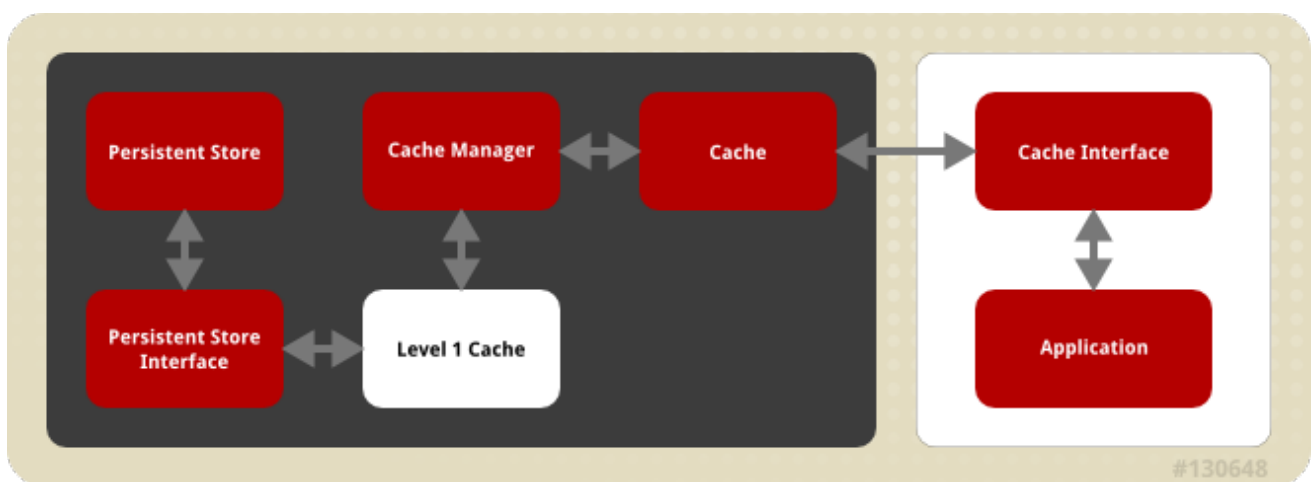 Persistent Store
Cache Manager
Cache
Cache Interface
Persistent Store
Interface
Level 1 Cache
Application
#130648